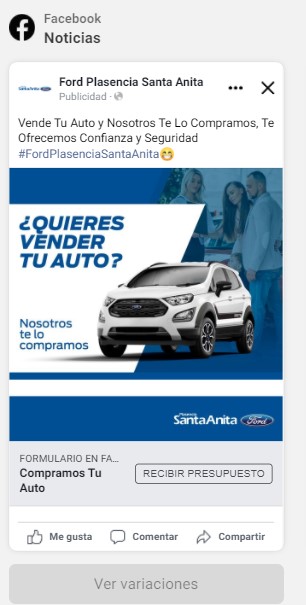 Facebook
Noticias
Ford Plasencia Santa Anita
Publicidad ·
Vende Tu Auto y Nosotros Te Lo Compramos, Te
Ofrecemos Confianza y Seguridad
#FordPlasenciaSantaAnita😁
¿QUIERES
VENDER
TU AUTO?
Nosotros
te lo
compramos
Plasencia
SantaAnita Ford
FORMULARIO EN FA...
Compramos Tu
Auto
RECIBIR PRESUPUESTO
Me gusta
Comentar
Compartir
Ver variaciones